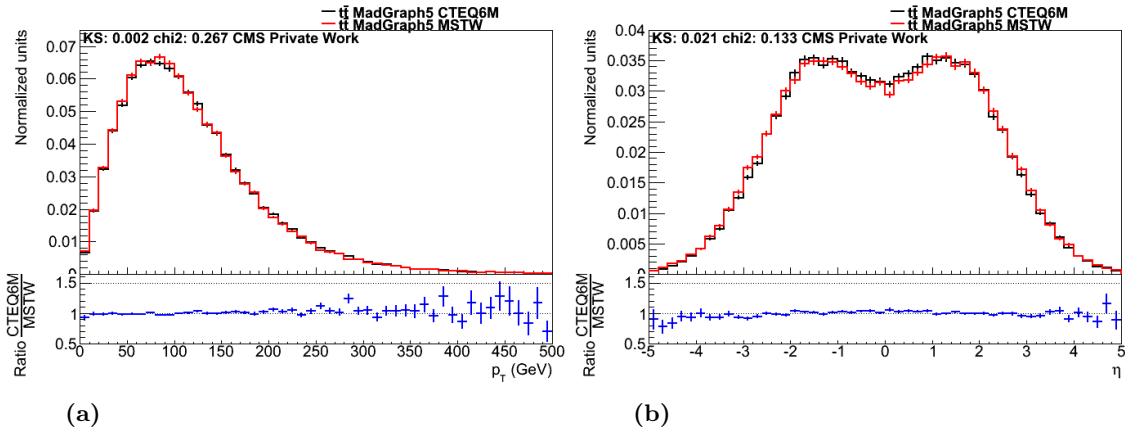 tt̄ MadGraph5 CTEQ6M
tt̄ MadGraph5 MSTW
KS: 0.002 chi2: 0.267 CMS Private Work
Normalized units
0.07
0.06
0.05
0.04
0.03
0.02
0.01
0
Ratio CTEQ6M
MSTW
1.5
1
0.5
0 50 100 150 200 250 300 350 400 450 500
p_T (GeV)
(a)
tt̄ MadGraph5 CTEQ6M
tt̄ MadGraph5 MSTW
KS: 0.021 chi2: 0.133 CMS Private Work
Normalized units
0.04
0.035
0.03
0.025
0.02
0.015
0.01
0.005
0
Ratio CTEQ6M
MSTW
1.5
1
0.5
-5 -4 -3 -2 -1 0 1 2 3 4 5
η
(b)